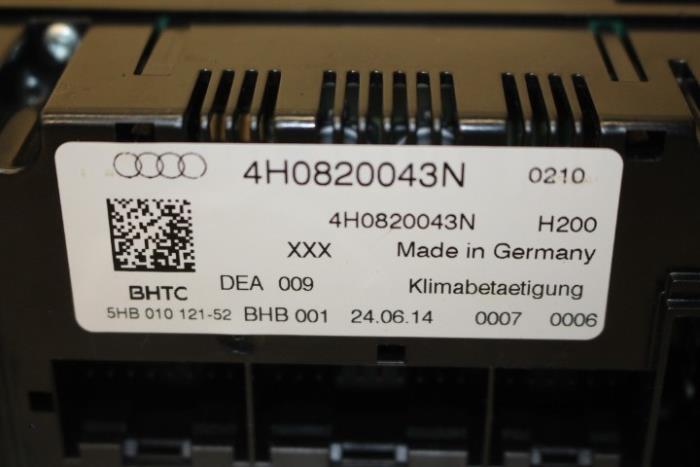 4H0820043N 0210
4H0820043N H200
XXX Made in Germany
DEA 009 Klimabetaetigung
BHTC
5HB 010 121-52 BHB 001 24.06.14 0007 0006